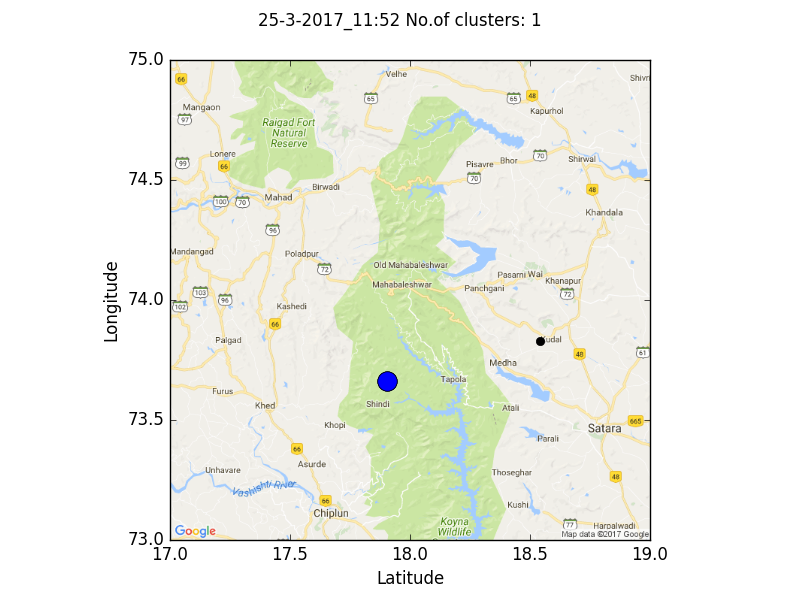 25-3-2017_11:52 No.of clusters: 1
75.0
74.5
74.0
73.5
73.0
17.0
17.5
18.0
18.5
19.0
Longitude
Latitude
66
Velhe
65
65
48
Mangaon
97
Kapurhol
Raigad Fort
Natural
Reserve
Lonere
99
66
Pisavre
Bhor
70
Shirwal
70
Birwadi
48
100
70
Mahad
Khandala
96
Mandangad
Poladpur
72
Old Mahabaleshwar
Pasarni
Wai
Khanapur
Mahabaleshwar
Panchgani
72
103
96
102
Kashedi
66
Palgad
48
61
Medha
Tapola
Furus
Khed
Shindi
Atali
Khopi
Satara
665
Parali
66
Asurde
Unhavare
Thoseghar
48
Vashishti River
66
Chiplun
Kushi
Koyna
Wildlife
77
Google
Map data ©2017 Google